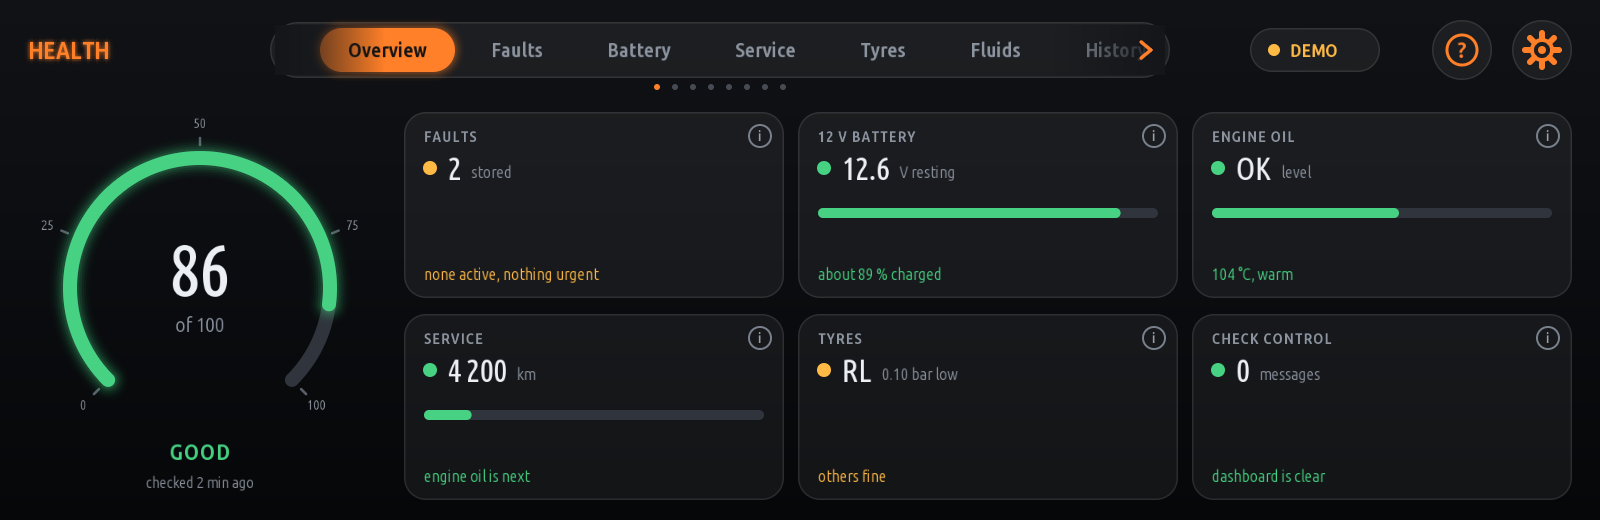 HEALTH
Overview
Faults
Battery
Service
Tyres
Fluids
History
DEMO
?
50
25
75
86
of 100
0
100
GOOD
checked 2 min ago
FAULTS
i
2 stored
none active, nothing urgent
12 V BATTERY
i
12.6 V resting
about 89 % charged
ENGINE OIL
i
OK level
104 °C, warm
SERVICE
i
4 200 km
engine oil is next
TYRES
i
RL 0.10 bar low
others fine
CHECK CONTROL
i
0 messages
dashboard is clear